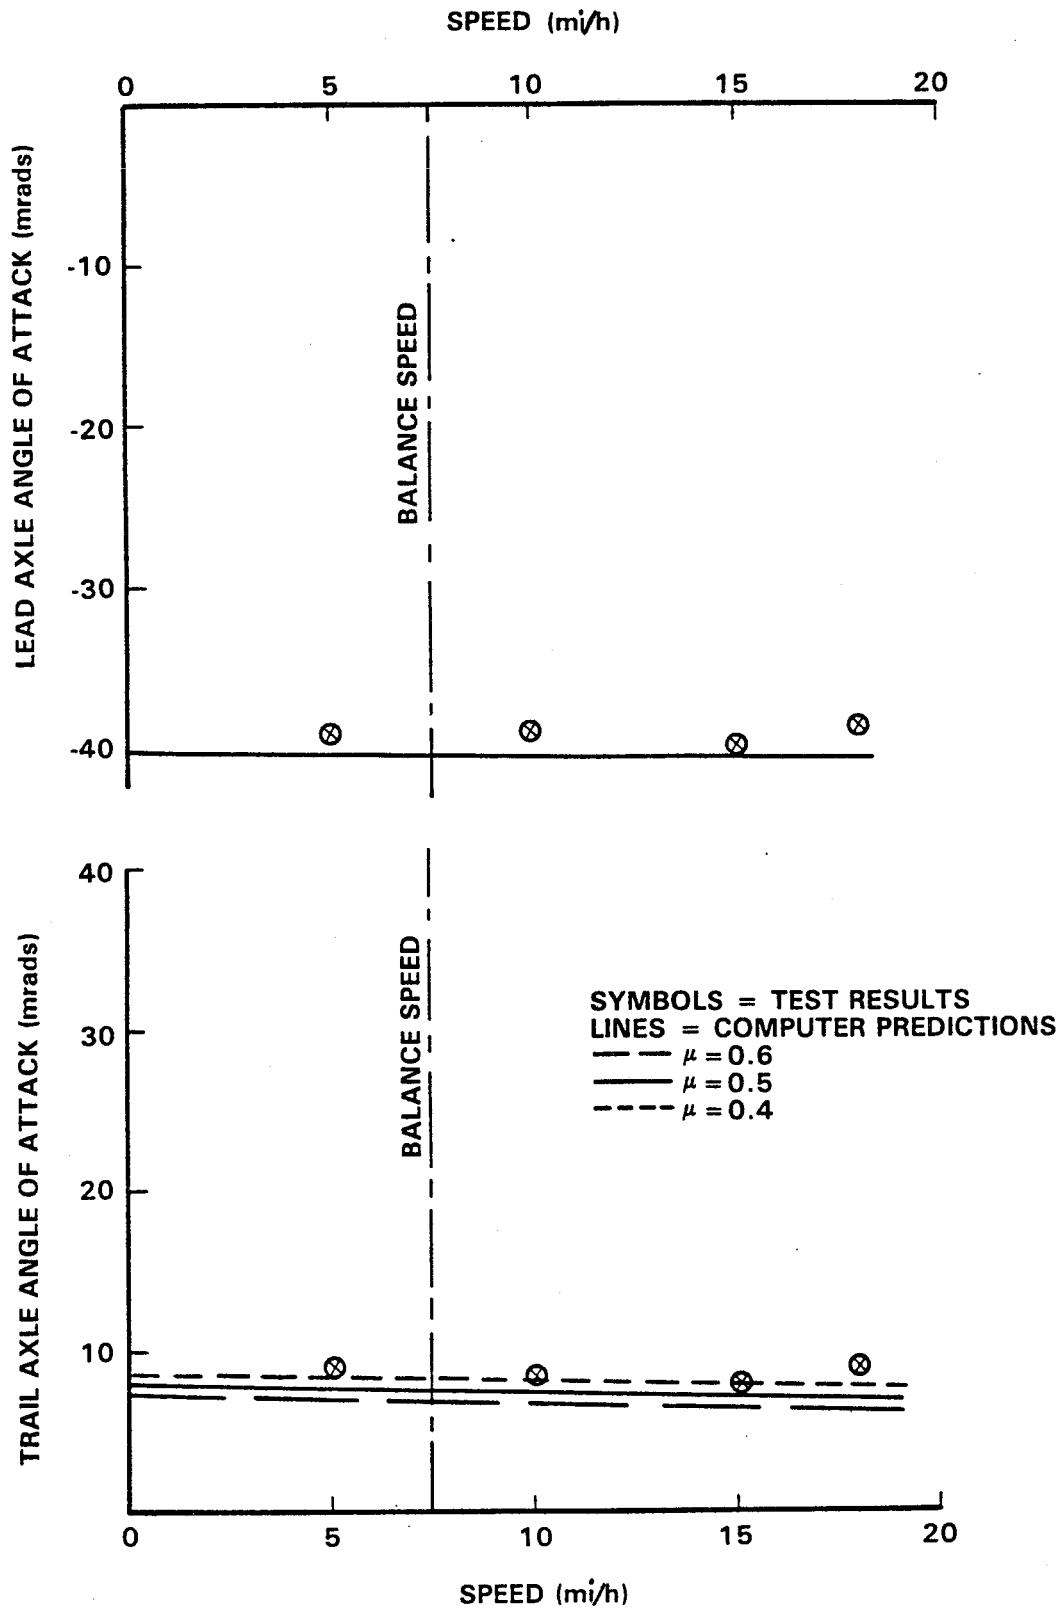 SPEED (mi/h)
0 5 10 15 20
LEAD AXLE ANGLE OF ATTACK (mrads)
-10
-20
-30
-40
BALANCE SPEED
TRAIL AXLE ANGLE OF ATTACK (mrads)
40
30
20
10
BALANCE SPEED
SYMBOLS = TEST RESULTS
LINES = COMPUTER PREDICTIONS
μ = 0.6
μ = 0.5
μ = 0.4
0 5 10 15 20
SPEED (mi/h)